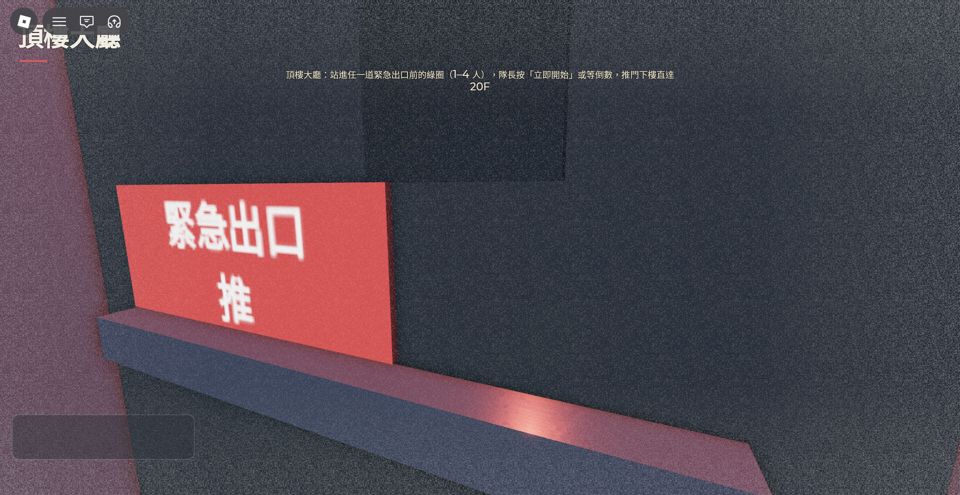 頂樓大廳
頂樓大廳：站進任一道緊急出口前的綠圈（1–4 人），隊長按「立即開始」或等倒數，推門下樓直達
20F
緊急出口
推